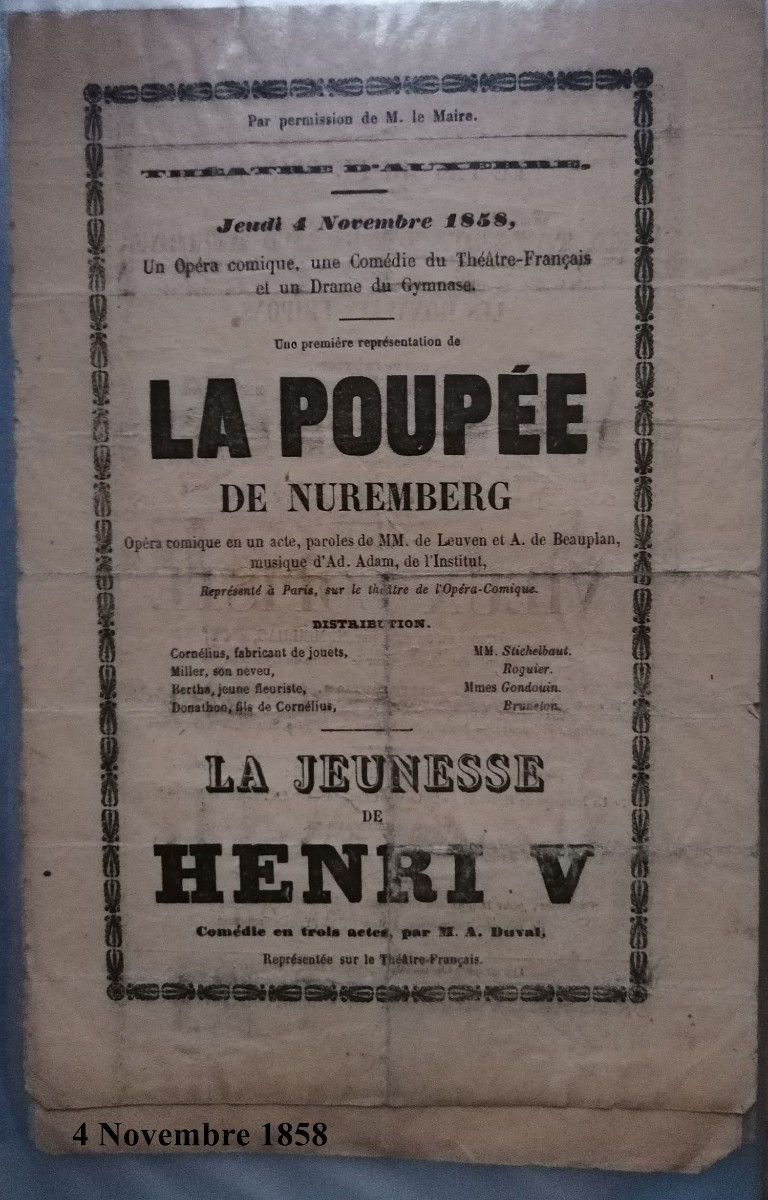 Par permission de M. le Maire.
THÉATRE D'AUXERRE,
Jeudi 4 Novembre 1858,
Un Opéra comique, une Comédie du Théâtre-Français
et un Drame du Gymnase.
Une première représentation de
LA POUPÉE
DE NUREMBERG
Opéra comique en un acte, paroles de MM. de Leuven et A. de Beauplan,
musique d'Ad. Adam, de l'Institut,
Représenté à Paris, sur le théâtre de l'Opéra-Comique.
DISTRIBUTION.
Cornélius, fabricant de jouets, MM. Stichelbaut.
Miller, son neveu, Roguier.
Bertha, jeune fleuriste, Mmes Gondouin.
Donathon, fils de Cornélius, Bruneton.
LA JEUNESSE
DE
HENRI V
Comédie en trois actes, par M. A. Duval,
Représentée sur le Théâtre-Français.
4 Novembre 1858